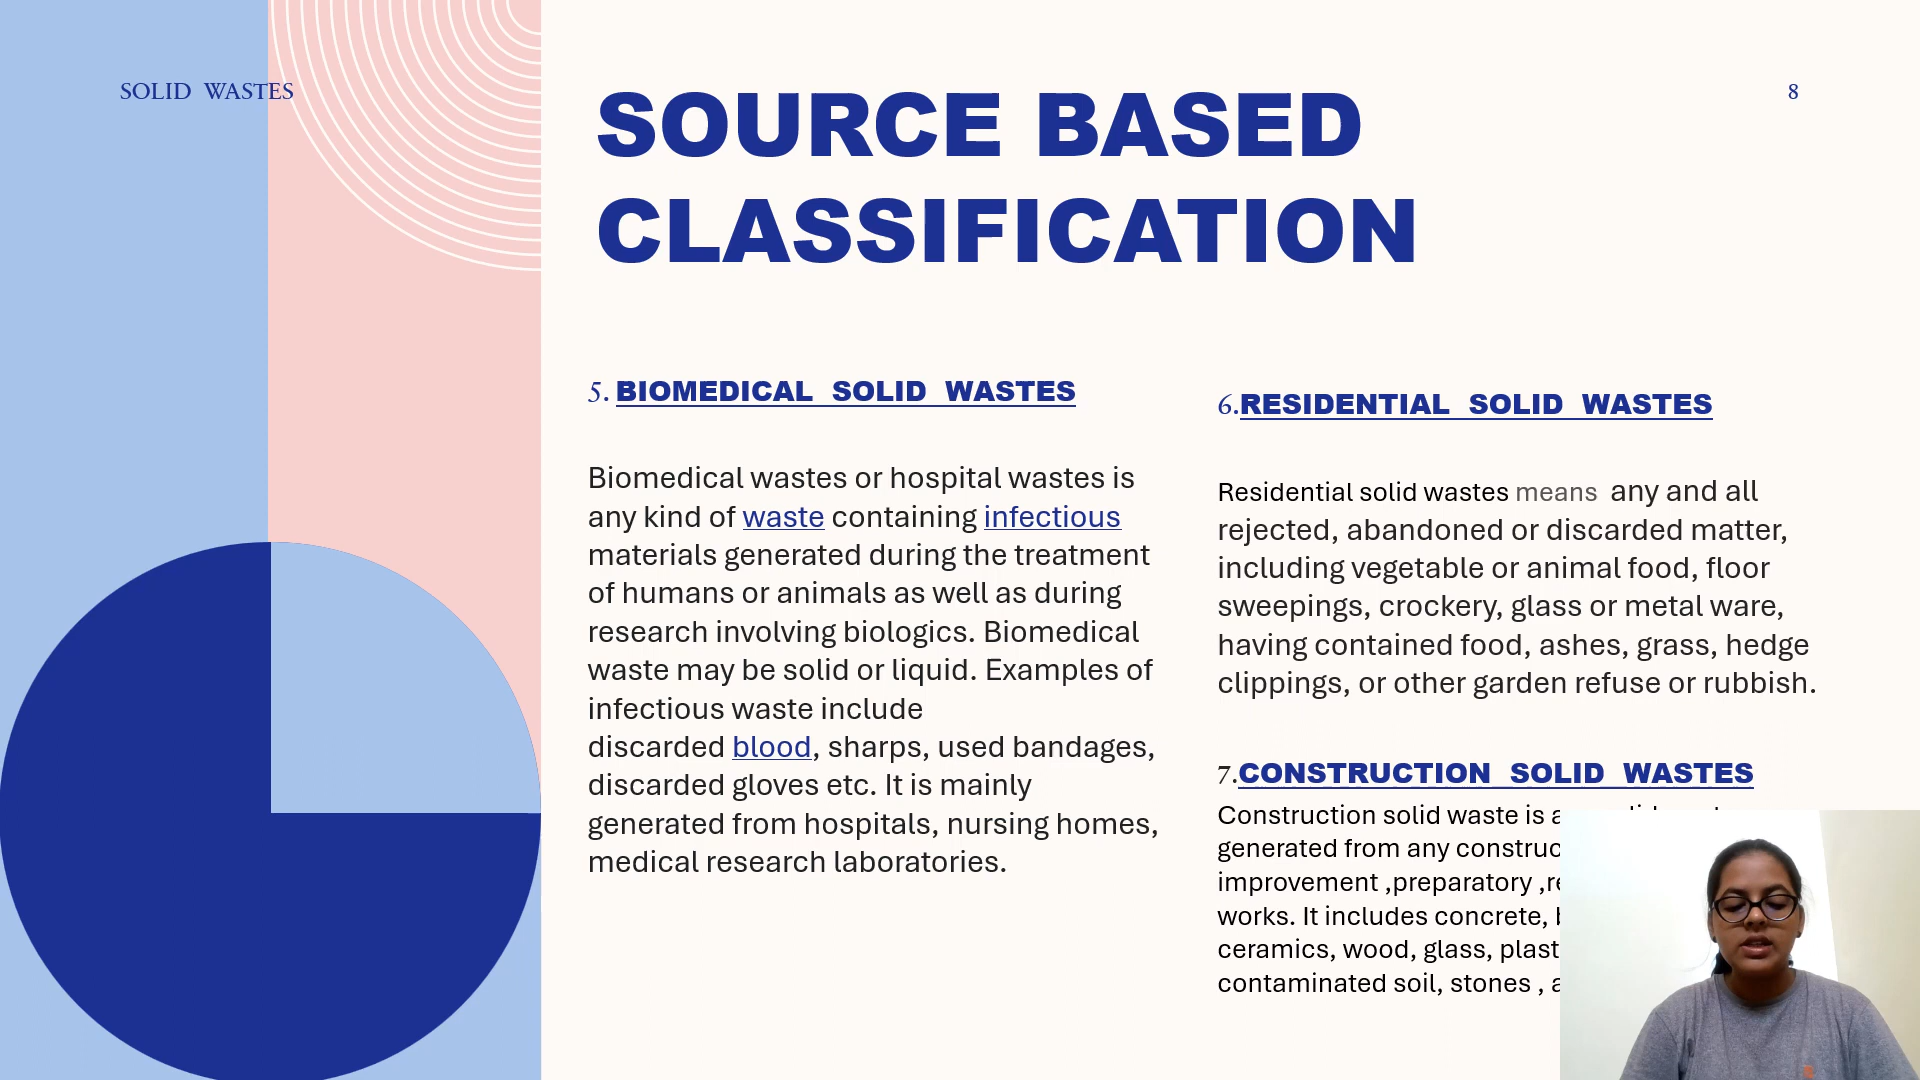 SOLID WASTES
8
SOURCE BASED
CLASSIFICATION
5. BIOMEDICAL SOLID WASTES
Biomedical wastes or hospital wastes is
any kind of waste containing infectious
materials generated during the treatment
of humans or animals as well as during
research involving biologics. Biomedical
waste may be solid or liquid. Examples of
infectious waste include
discarded blood, sharps, used bandages,
discarded gloves etc. It is mainly
generated from hospitals, nursing homes,
medical research laboratories.
6.RESIDENTIAL SOLID WASTES
Residential solid wastes means any and all
rejected, abandoned or discarded matter,
including vegetable or animal food, floor
sweepings, crockery, glass or metal ware,
having contained food, ashes, grass, hedge
clippings, or other garden refuse or rubbish.
7.CONSTRUCTION SOLID WASTES
Construction solid waste is
generated from any
improvement ,preparatory ,
works. It includes concrete,
ceramics, wood, glass,
contaminated soil, stones ,